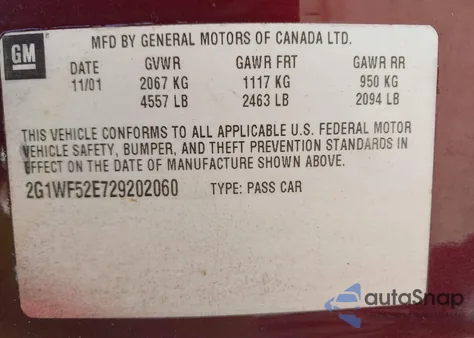 GM
MFD BY GENERAL MOTORS OF CANADA LTD.
DATE GVWR GAWR FRT GAWR RR
11/01 2067 KG 1117 KG 950 KG
4557 LB 2463 LB 2094 LB
THIS VEHICLE CONFORMS TO ALL APPLICABLE U.S. FEDERAL MOTOR
VEHICLE SAFETY, BUMPER, AND THEFT PREVENTION STANDARDS IN
EFFECT ON THE DATE OF MANUFACTURE SHOWN ABOVE.
2G1WF52E729202060 TYPE: PASS CAR
autoSnap